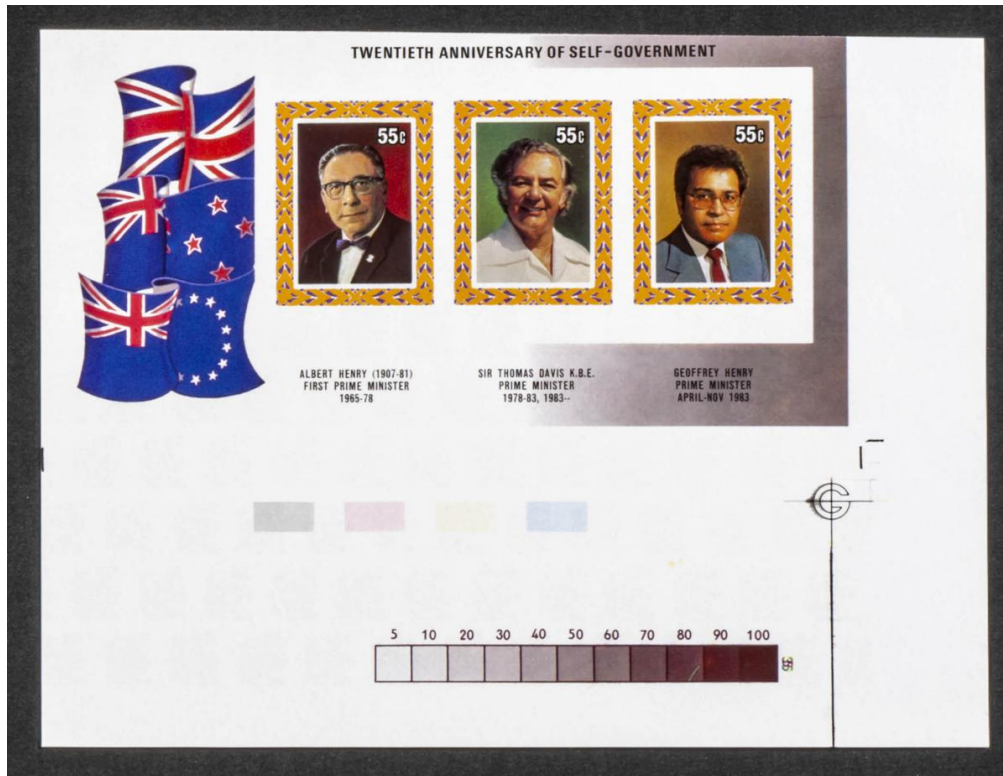 TWENTIETH ANNIVERSARY OF SELF-GOVERNMENT
55c
55c
55c
ALBERT HENRY (1907-81)
FIRST PRIME MINISTER
1965-78
SIR THOMAS DAVIS K.B.E.
PRIME MINISTER
1978-83, 1983--
GEOFFREY HENRY
PRIME MINISTER
APRIL-NOV 1983
5 10 20 30 40 50 60 70 80 90 100